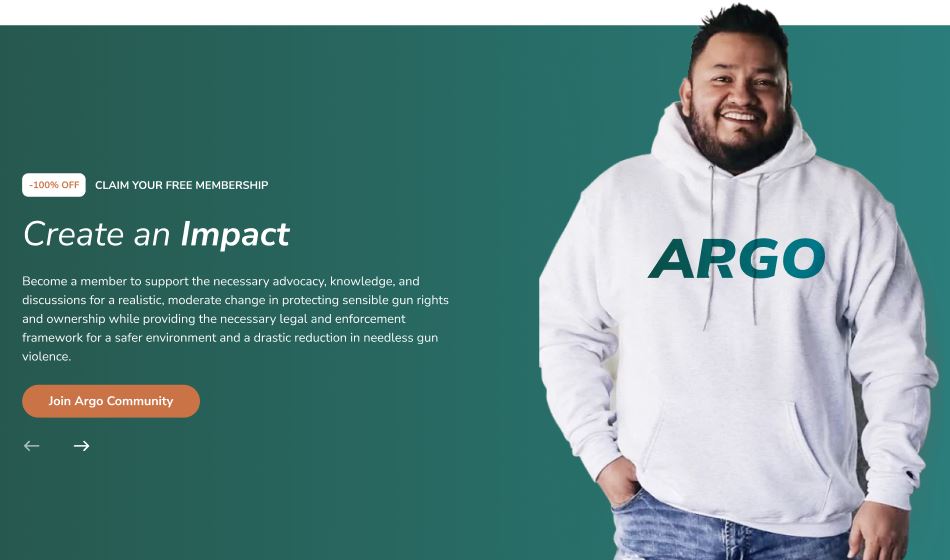 -100% OFF CLAIM YOUR FREE MEMBERSHIP
Create an Impact
Become a member to support the necessary advocacy, knowledge, and
discussions for a realistic, moderate change in protecting sensible gun rights
and ownership while providing the necessary legal and enforcement
framework for a safer environment and a drastic reduction in needless gun
violence.
Join Argo Community
ARGO